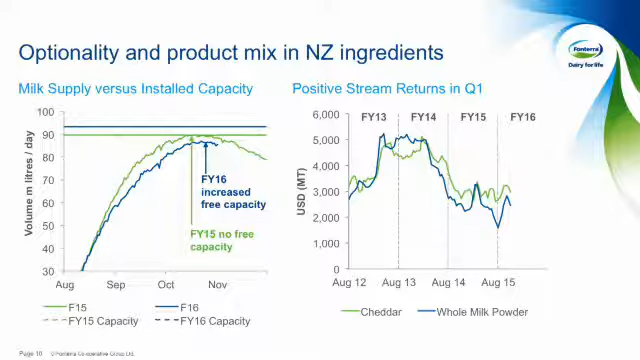 Optionality and product mix in NZ ingredients
Fonterra
Dairy for life
Milk Supply versus Installed Capacity
Volume m litres / day
100
90
80
70
60
50
40
30
Aug
Sep
Oct
Nov
FY16
increased
free capacity
FY15 no free
capacity
F15
F16
FY15 Capacity
FY16 Capacity
Positive Stream Returns in Q1
USD (MT)
6,000
5,000
4,000
3,000
2,000
1,000
0
FY13
FY14
FY15
FY16
Aug 12
Aug 13
Aug 14
Aug 15
Cheddar
Whole Milk Powder
Page 10
© Fonterra Co-operative Group Ltd.